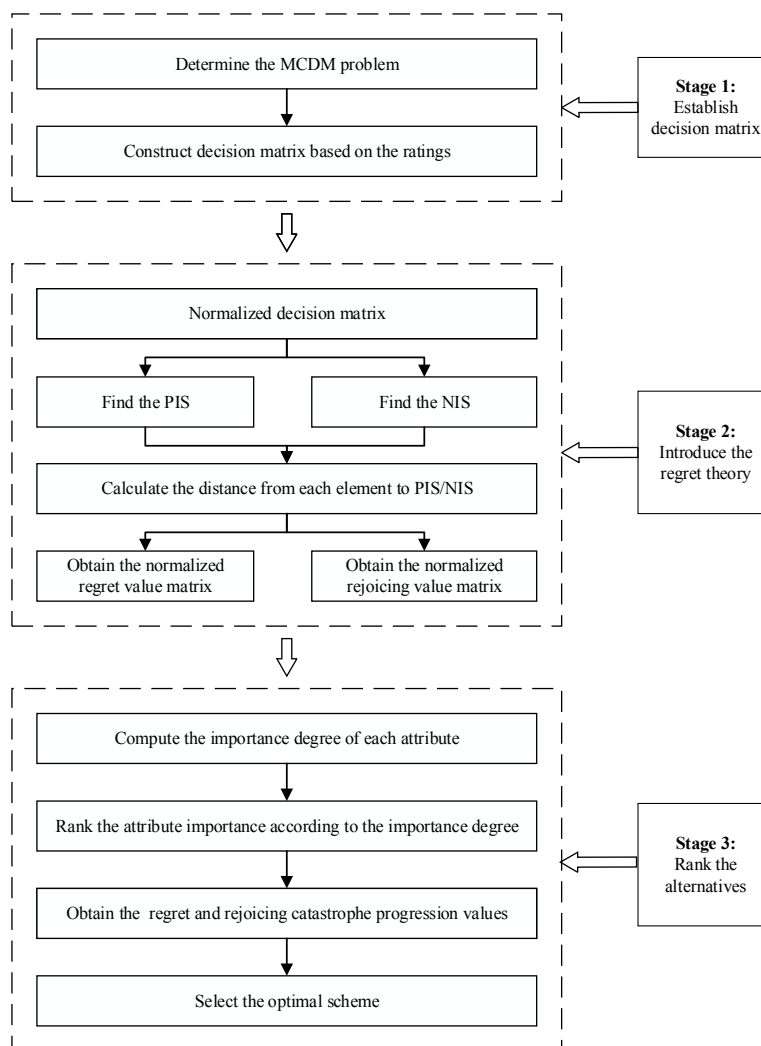 Determine the MCDM problem
Construct decision matrix based on the ratings
Stage 1:
Establish
decision matrix
Normalized decision matrix
Find the PIS
Find the NIS
Calculate the distance from each element to PIS/NIS
Obtain the normalized
regret value matrix
Obtain the normalized
rejoicing value matrix
Stage 2:
Introduce the
regret theory
Compute the importance degree of each attribute
Rank the attribute importance according to the importance degree
Obtain the regret and rejoicing catastrophe progression values
Select the optimal scheme
Stage 3:
Rank the
alternatives